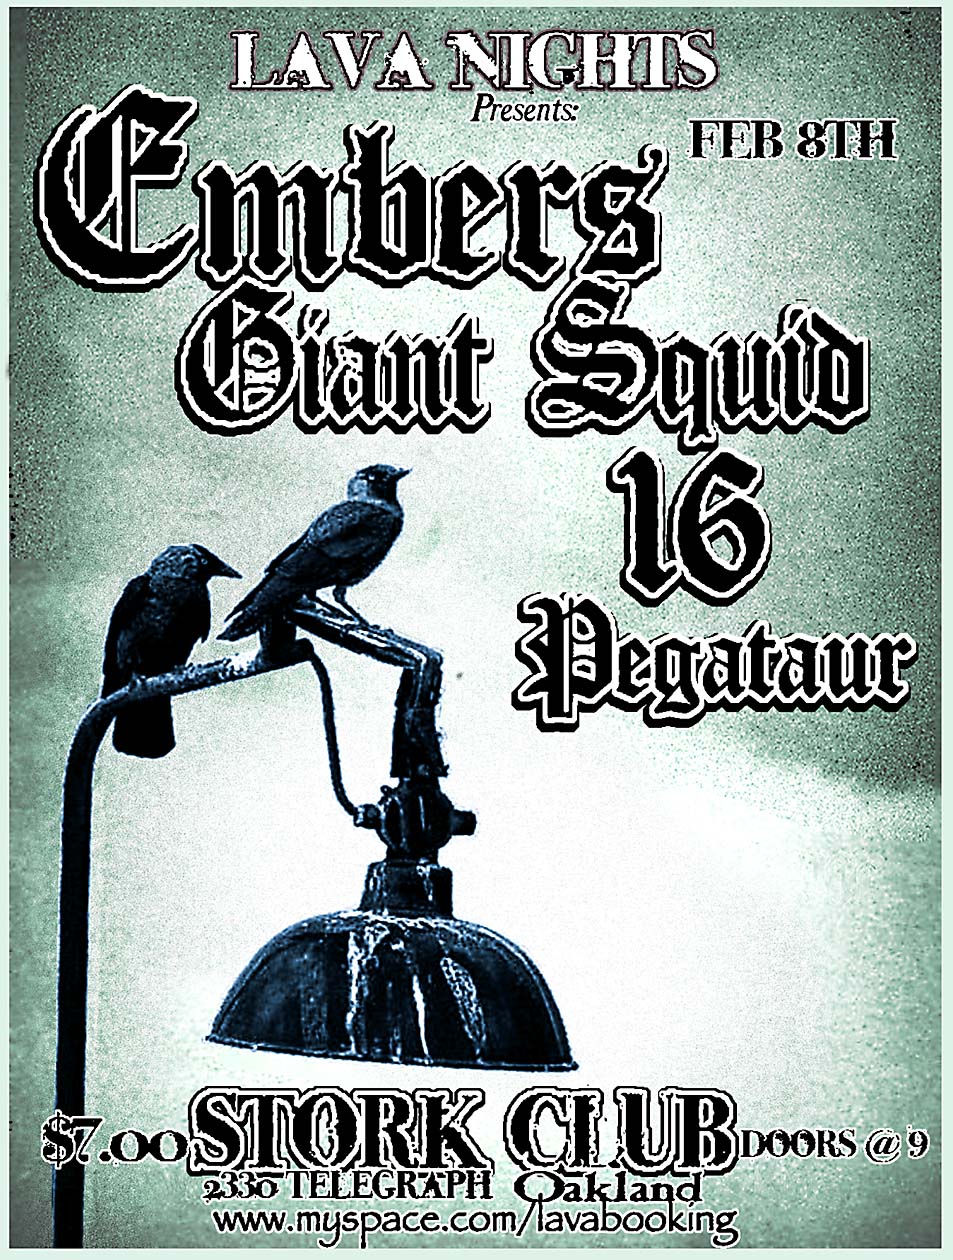 LAVA NIGHTS
Presents:
FEB 8TH
Embers
Giant Squid
16
Pegataur
$7.00 STORK CLUB DOORS @ 9
2330 TELEGRAPH Oakland
www.myspace.com/lavabooking